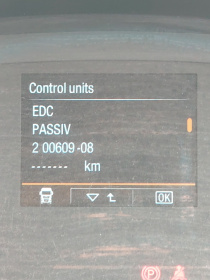 Control units
EDC
PASSIV
2 00609-08
------- km
OK
P